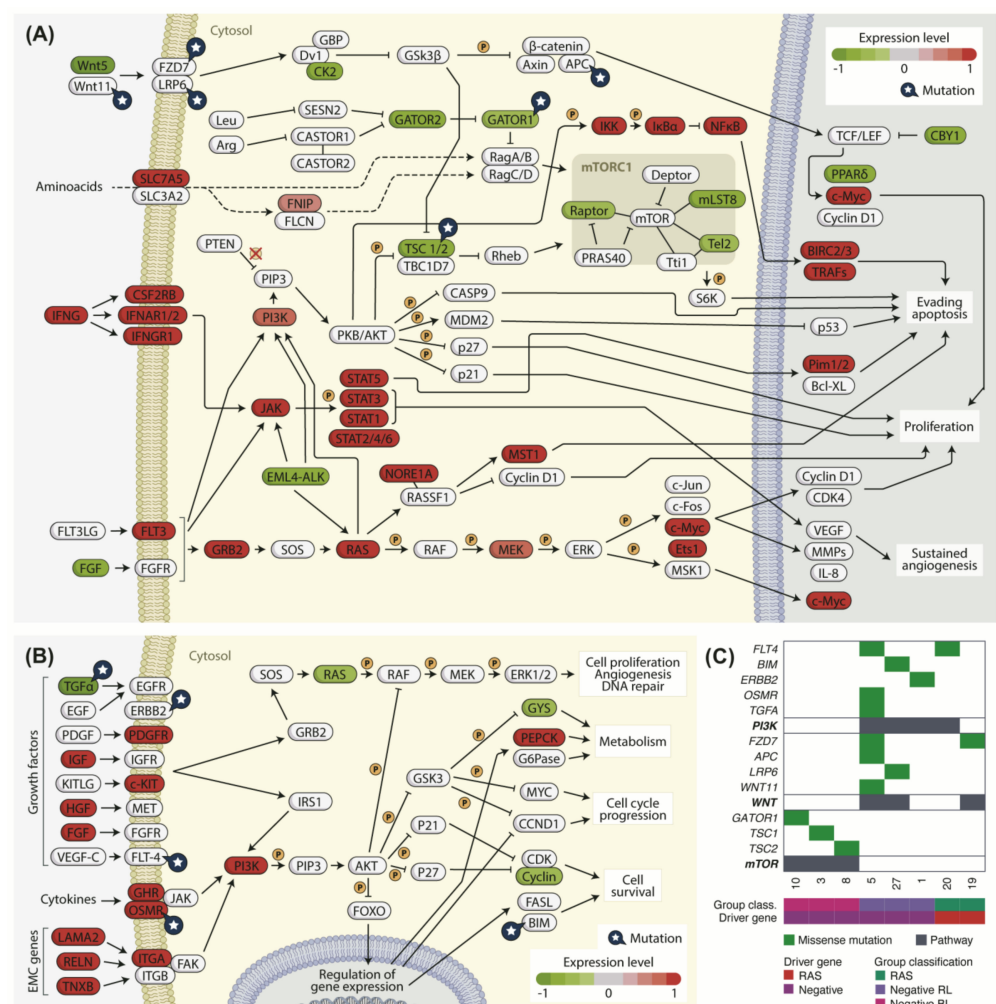 (A)
Cytosol
Expression level
-1 0 1
Mutation
Wnt5
Wnt11
FZD7
LRP6
GBP
Dv1
CK2
GSk3β
P
β-catenin
Axin
APC
Leu
Arg
SESN2
CASTOR1
CASTOR2
GATOR2
GATOR1
P
IKK
P
IκBα
NFκB
TCF/LEF
CBY1
Aminoacids
SLC7A5
SLC3A2
FNIP
FLCN
RagA/B
RagC/D
mTORC1
Deptor
Raptor
mTOR
mLST8
PRAS40
Tti1
Tel2
PPARδ
c-Myc
Cyclin D1
PTEN
PIP3
PI3K
P
TSC 1/2
TBC1D7
Rheb
P
S6K
BIRC2/3
TRAFs
IFNG
CSF2RB
IFNAR1/2
IFNGR1
PKB/AKT
P
CASP9
P
MDM2
P
p27
P
p21
p53
Evading
apoptosis
Pim1/2
Bcl-XL
JAK
P
STAT5
STAT3
STAT1
STAT2/4/6
Proliferation
EML4-ALK
NORE1A
RASSF1
MST1
Cyclin D1
Cyclin D1
CDK4
FLT3LG
FLT3
FGF
FGFR
GRB2
SOS
RAS
P
RAF
P
MEK
P
ERK
P
P
c-Jun
c-Fos
c-Myc
Ets1
MSK1
VEGF
MMPs
IL-8
c-Myc
Sustained
angiogenesis
(B)
Cytosol
Growth factors
TGFα
EGF
EGFR
ERBB2
PDGF
PDGFR
IGF
IGFR
KITLG
c-KIT
HGF
MET
FGF
FGFR
VEGF-C
FLT-4
Cytokines
GHR
OSMR
JAK
EMC genes
LAMA2
RELN
TNXB
ITGA
ITGB
FAK
SOS
RAS
P
RAF
P
MEK
P
ERK1/2
Cell proliferation
Angiogenesis
DNA repair
GRB2
IRS1
PI3K
P
PIP3
P
AKT
P
P
P
P
P
GSK3
P
P
P21
P27
FOXO
GYS
PEPCK
G6Pase
Metabolism
MYC
CCND1
Cell cycle
progression
CDK
Cyclin
Cell
survival
FASL
BIM
Mutation
Expression level
-1 0 1
Regulation of
gene expression
(C)
FLT4
BIM
ERBB2
OSMR
TGFA
PI3K
FZD7
APC
LRP6
WNT11
WNT
GATOR1
TSC1
TSC2
mTOR
10 3 8 5 27 1 20 19
Group class.
Driver gene
Missense mutation
Pathway
Driver gene
RAS
Negative
Group classification
RAS
Negative RL
Negative RL